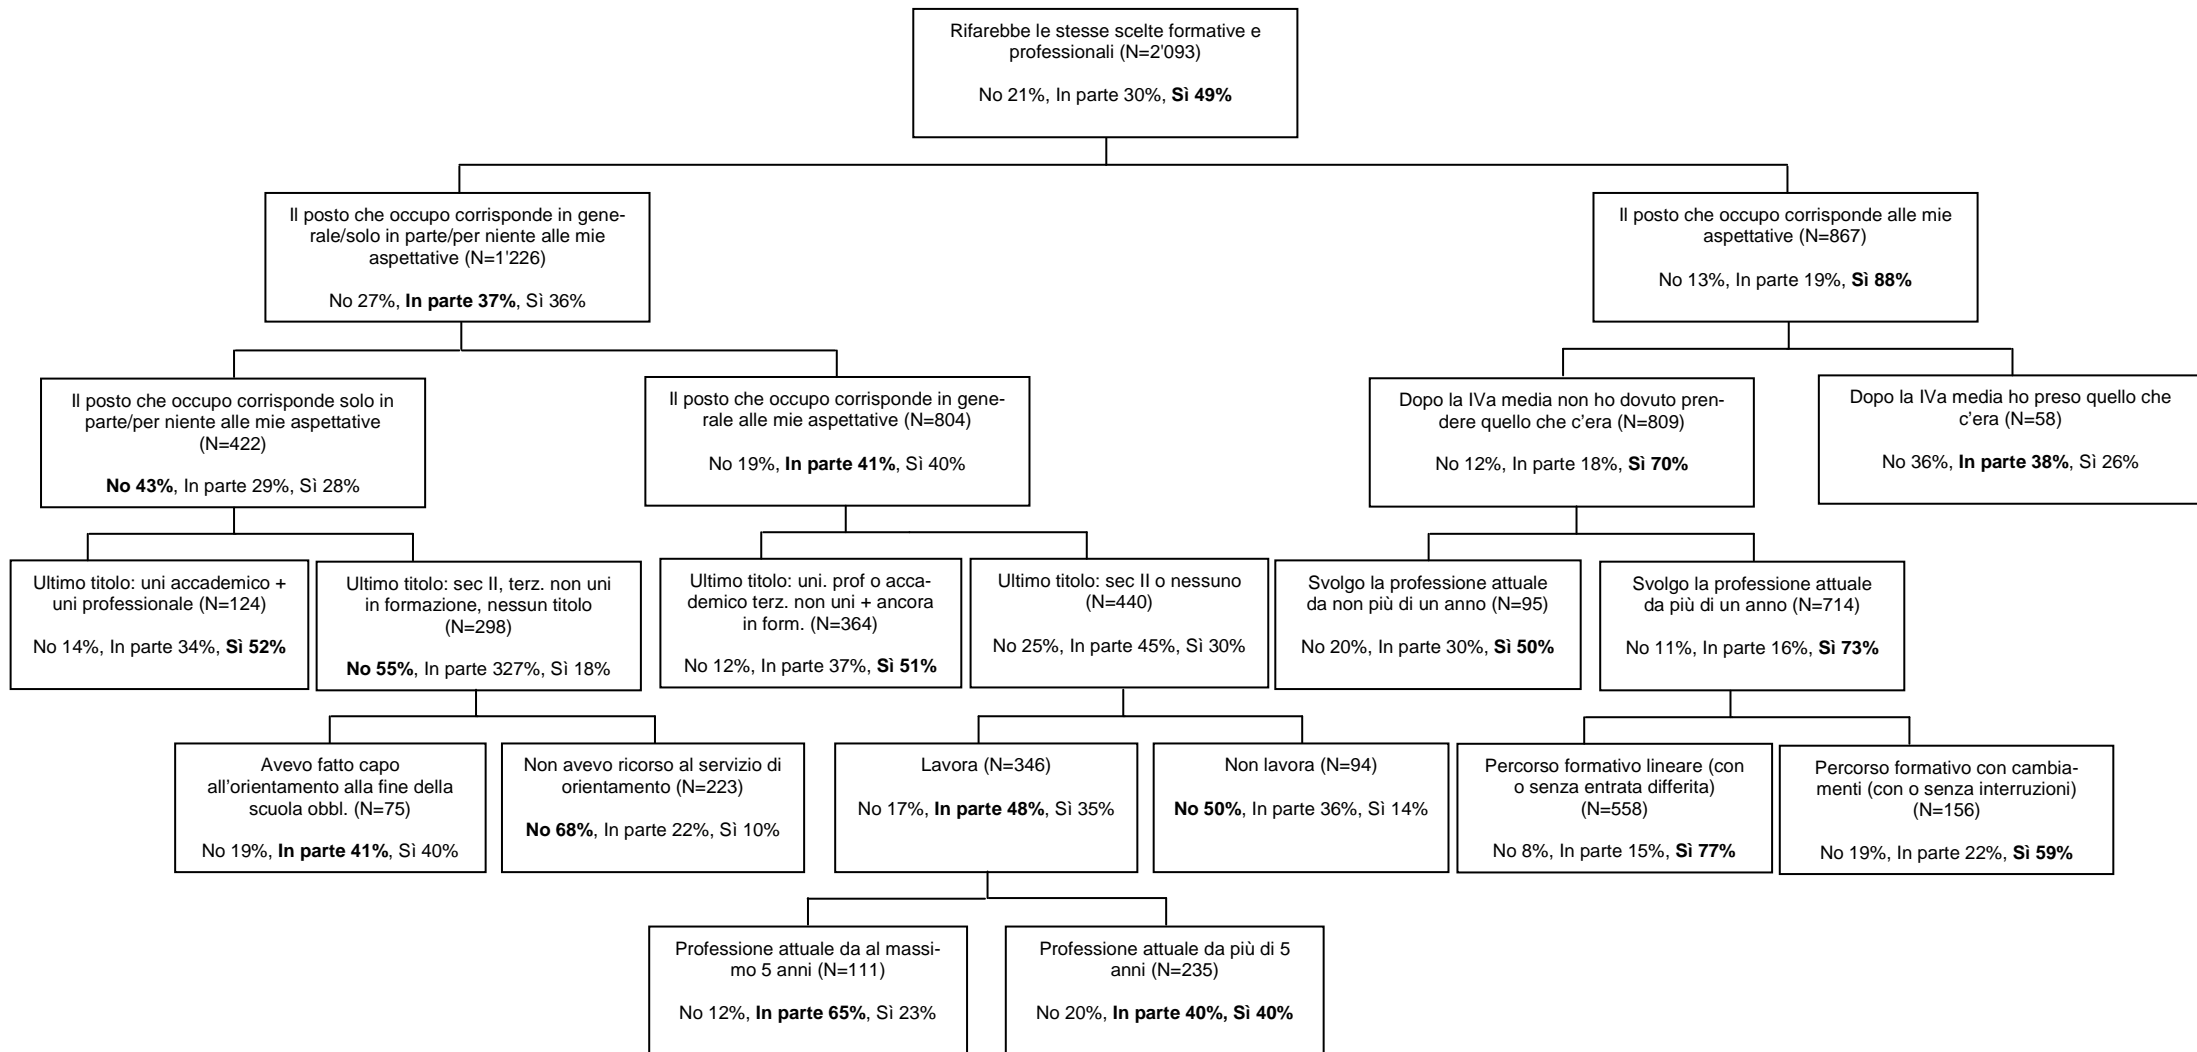 Rifarebbe le stesse scelte formative e
professionali (N=2'093)
No 21%, In parte 30%, Sì 49%
Il posto che occupo corrisponde in gene-
rale/solo in parte/per niente alle mie
aspettative (N=1'226)
No 27%, In parte 37%, Sì 36%
Il posto che occupo corrisponde alle mie
aspettative (N=867)
No 13%, In parte 19%, Sì 88%
Il posto che occupo corrisponde solo in
parte/per niente alle mie aspettative
(N=422)
No 43%, In parte 29%, Sì 28%
Il posto che occupo corrisponde in gene-
rale alle mie aspettative (N=804)
No 19%, In parte 41%, Sì 40%
Dopo la IVa media non ho dovuto pren-
dere quello che c’era (N=809)
No 12%, In parte 18%, Sì 70%
Dopo la IVa media ho preso quello che
c’era (N=58)
No 36%, In parte 38%, Sì 26%
Ultimo titolo: uni accademico +
uni professionale (N=124)
No 14%, In parte 34%, Sì 52%
Ultimo titolo: sec II, terz. non uni
in formazione, nessun titolo
(N=298)
No 55%, In parte 327%, Sì 18%
Ultimo titolo: uni. prof o acca-
demico terz. non uni + ancora
in form. (N=364)
No 12%, In parte 37%, Sì 51%
Ultimo titolo: sec II o nessuno
(N=440)
No 25%, In parte 45%, Sì 30%
Svolgo la professione attuale
da non più di un anno (N=95)
No 20%, In parte 30%, Sì 50%
Svolgo la professione attuale
da più di un anno (N=714)
No 11%, In parte 16%, Sì 73%
Avevo fatto capo
all’orientamento alla fine della
scuola obbl. (N=75)
No 19%, In parte 41%, Sì 40%
Non avevo ricorso al servizio di
orientamento (N=223)
No 68%, In parte 22%, Sì 10%
Lavora (N=346)
No 17%, In parte 48%, Sì 35%
Non lavora (N=94)
No 50%, In parte 36%, Sì 14%
Percorso formativo lineare (con
o senza entrata differita)
(N=558)
No 8%, In parte 15%, Sì 77%
Percorso formativo con cambia-
menti (con o senza interruzioni)
(N=156)
No 19%, In parte 22%, Sì 59%
Professione attuale da al massi-
mo 5 anni (N=111)
No 12%, In parte 65%, Sì 23%
Professione attuale da più di 5
anni (N=235)
No 20%, In parte 40%, Sì 40%